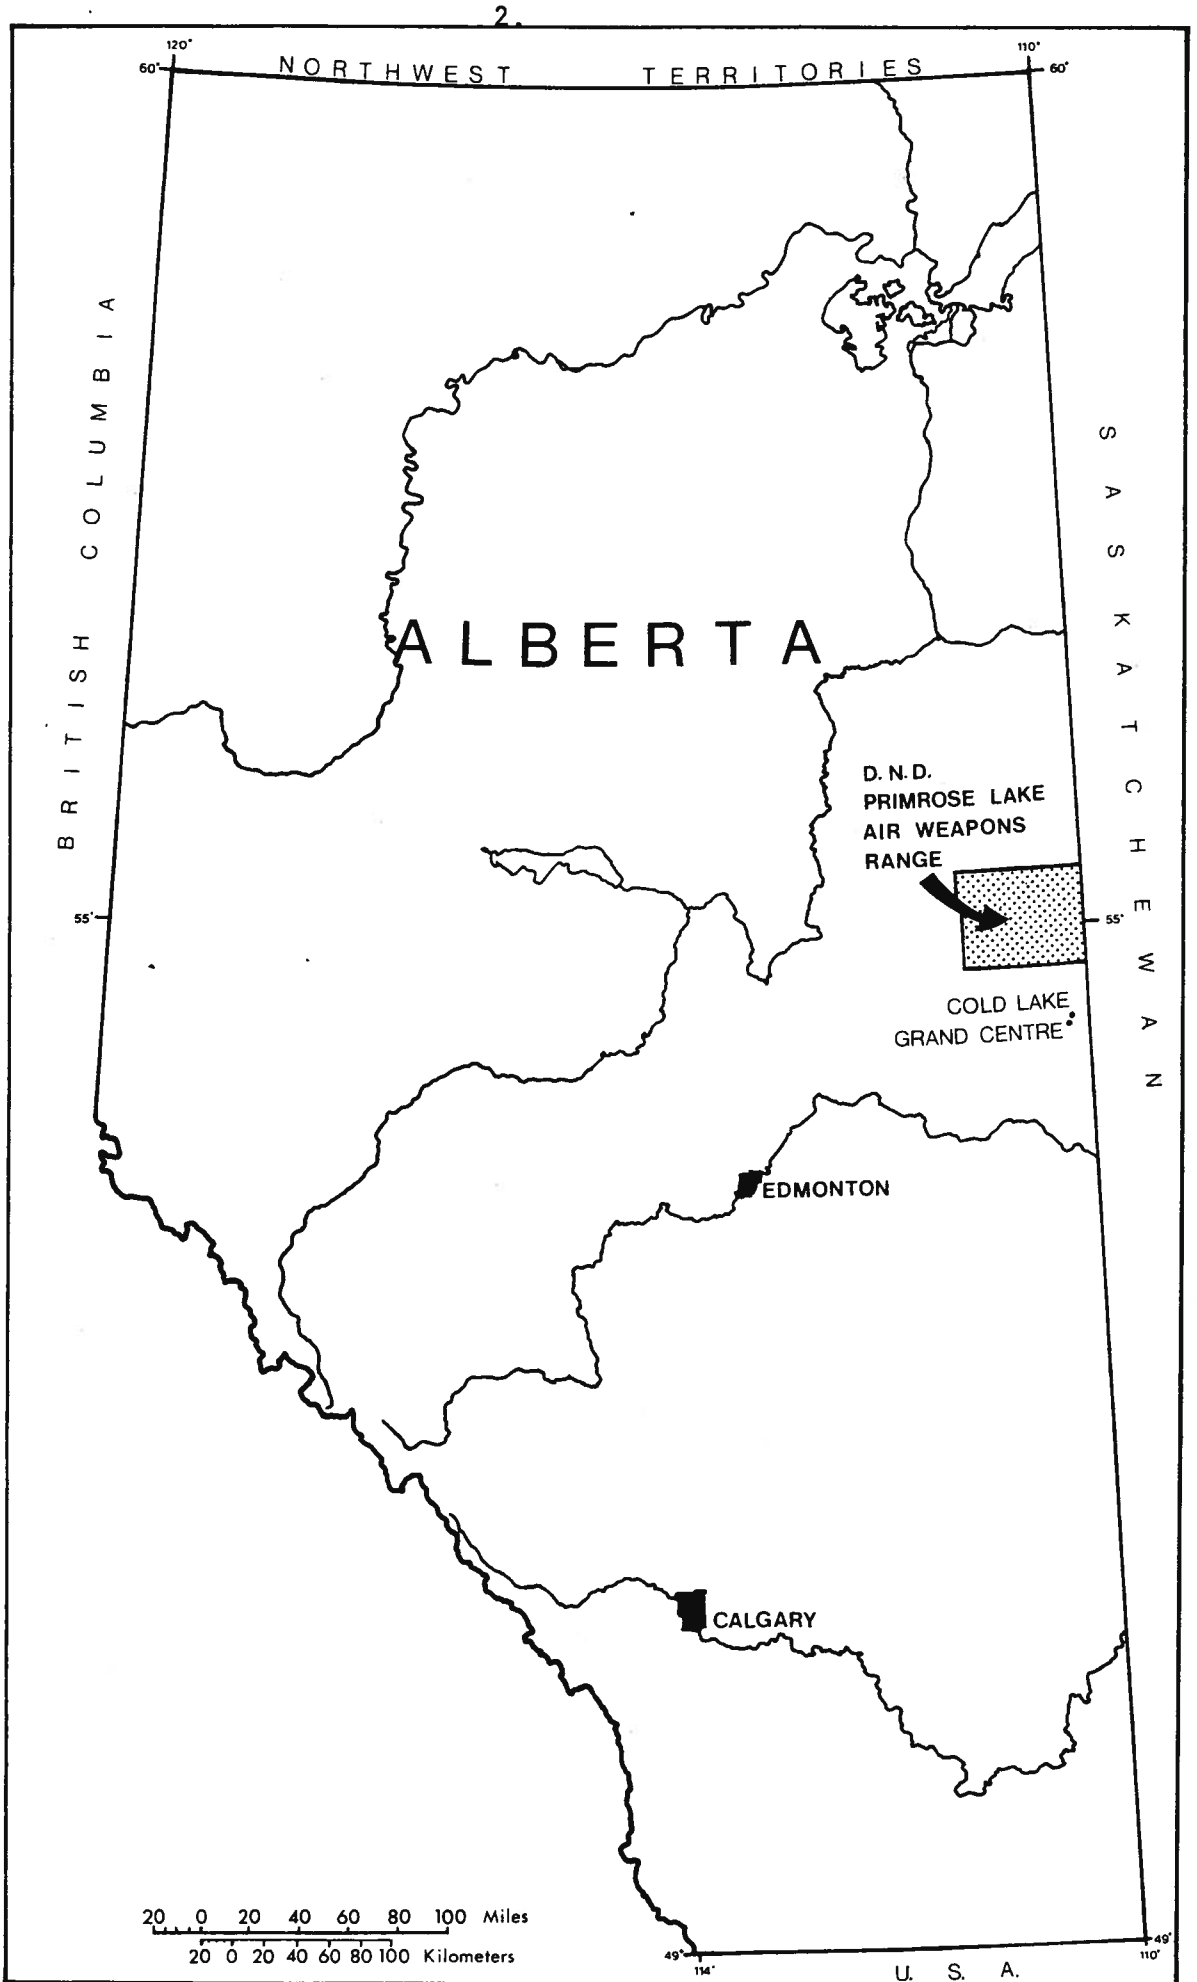 2.
120°
110°
60°
NORTHWEST TERRITORIES
60°
BRITISH COLUMBIA
SASKATCHEWAN
ALBERTA
D.N.D.
PRIMROSE LAKE
AIR WEAPONS
RANGE
55°
55°
COLD LAKE
GRAND CENTRE
EDMONTON
CALGARY
20 0 20 40 60 80 100 Miles
20 0 20 40 60 80 100 Kilometers
49°
114°
49°
110°
U. S. A.